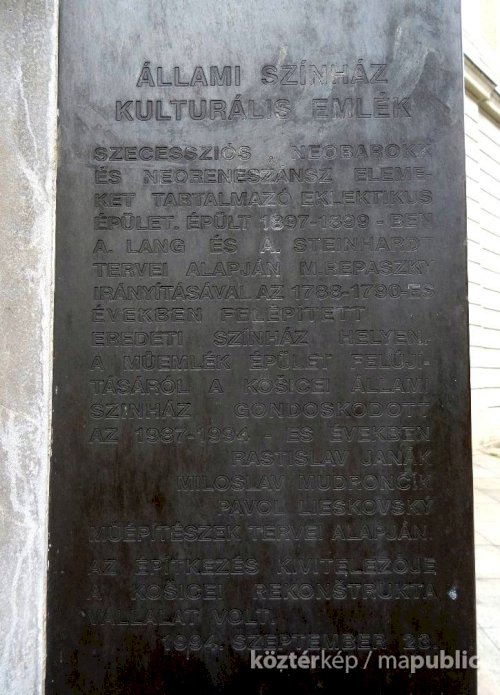 ÁLLAMI SZÍNHÁZ
KULTURÁLIS EMLÉK
SZECESSZIÓS, NEOBAROKK
ÉS NEORENESZÁNSZ ELEME-
KET TARTALMAZÓ EKLEKTIKUS
ÉPÜLET. ÉPÜLT 1897-1899 - BEN
A. LANG ÉS A. STEINHARDT
TERVEI ALAPJÁN M.REPASZKY
IRÁNYÍTÁSÁVAL AZ 1788-1790-ES
ÉVEKBEN FELÉPÍTETT
EREDETI SZÍNHÁZ HELYEN.
A MŰEMLÉK ÉPÜLET FELÚJÍ-
TÁSÁRÓL A KOŠICEI ÁLLAMI
SZÍNHÁZ GONDOSKODOTT
AZ 1987-1994 - ES ÉVEKBEN
RASTISLAV JANÁK
MILOSLAV MUDRONČÍK
PAVOL LIESKOVSKÝ
MŰÉPÍTÉSZEK TERVEI ALAPJÁN.
AZ ÉPÍTKEZÉS KIVITELEZŐJE
A KOŠICEI REKONŠTRUKTA
VÁLLALAT VOLT.
1994. SZEPTEMBER 23.
köztérkép / mapublic